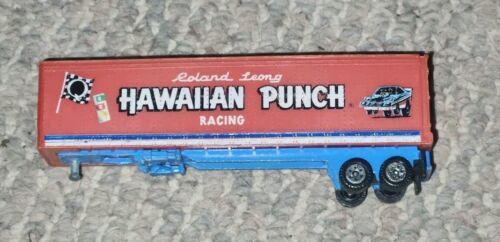 Roland Leong
HAWAIIAN PUNCH
RACING